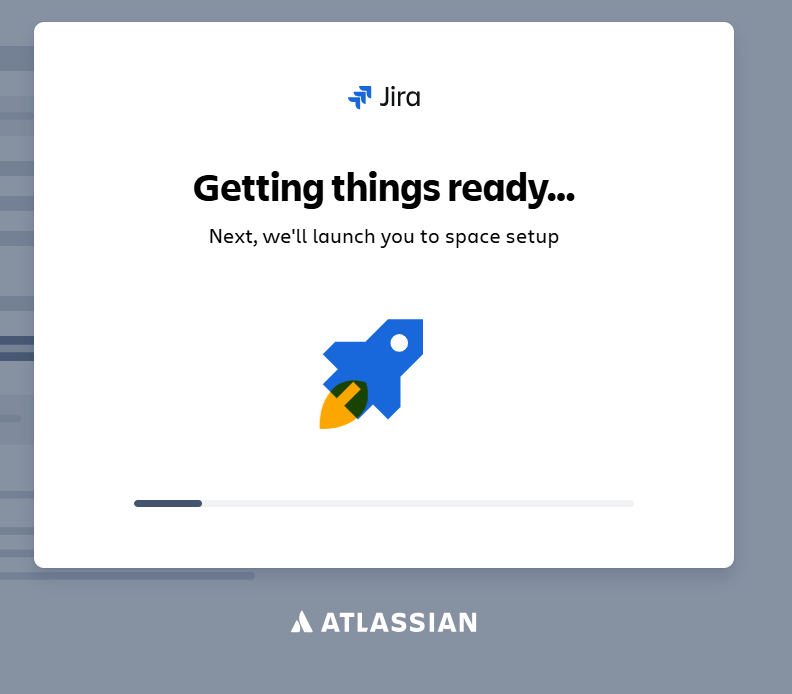 Jira
Getting things ready...
Next, we'll launch you to space setup
ATLASSIAN